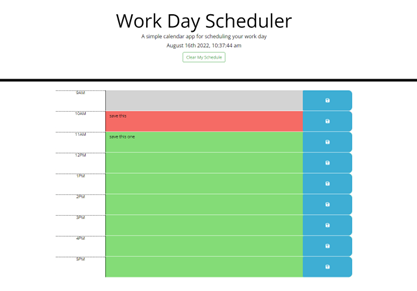 Work Day Scheduler
A simple calendar app for scheduling your work day
August 16th 2022, 10:37:44 am
Clear My Schedule
9AM
10AM save this
11AM save this one
12PM
1PM
2PM
3PM
4PM
5PM